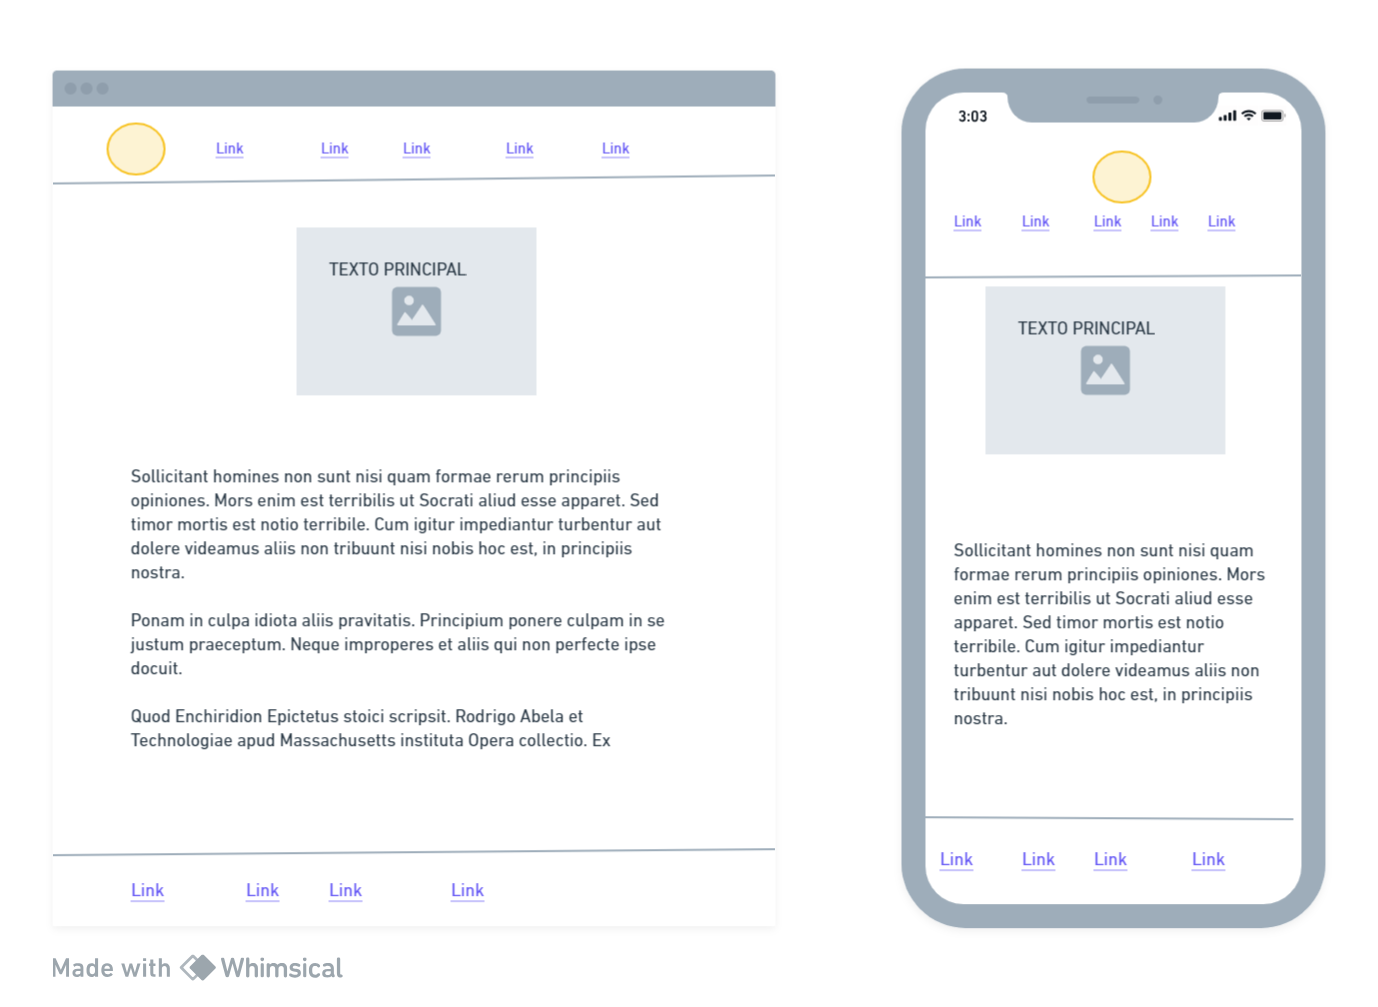 Link Link Link Link Link
TEXTO PRINCIPAL
Sollicitant homines non sunt nisi quam formae rerum principiis
opiniones. Mors enim est terribilis ut Socrati aliud esse apparet. Sed
timor mortis est notio terribile. Cum igitur impediantur turbentur aut
dolere videamus aliis non tribuunt nisi nobis hoc est, in principiis
nostra.
Ponam in culpa idiota aliis pravitatis. Principium ponere culpam in se
justum praeceptum. Neque improperes et aliis qui non perfecte ipse
docuit.
Quod Enchiridion Epictetus stoici scripsit. Rodrigo Abela et
Technologiae apud Massachusetts instituta Opera collectio. Ex
Link Link Link Link
3:03
Link Link Link Link Link
TEXTO PRINCIPAL
Sollicitant homines non sunt nisi quam
formae rerum principiis opiniones. Mors
enim est terribilis ut Socrati aliud esse
apparet. Sed timor mortis est notio
terribile. Cum igitur impediantur
turbentur aut dolere videamus aliis non
tribuunt nisi nobis hoc est, in principiis
nostra.
Link Link Link Link
Made with Whimsical